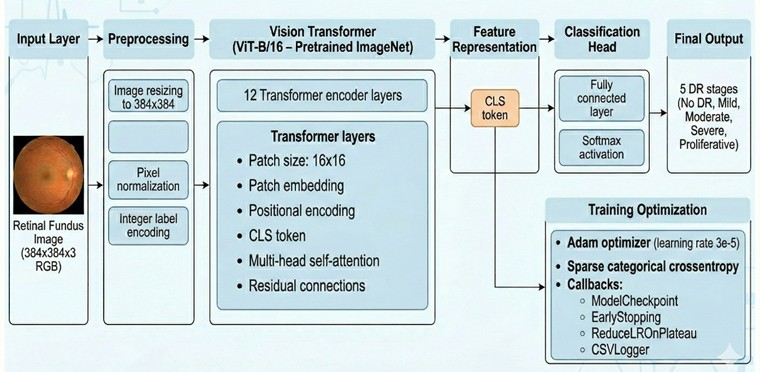 Input Layer
Preprocessing
Vision Transformer
(ViT-B/16 – Pretrained ImageNet)
Feature
Representation
Classification
Head
Final Output
Retinal Fundus
Image
(384x384x3
RGB)
Image resizing
to 384x384
Pixel
normalization
Integer label
encoding
12 Transformer encoder layers
Transformer layers
• Patch size: 16x16
• Patch embedding
• Positional encoding
• CLS token
• Multi-head self-attention
• Residual connections
CLS
token
Fully
connected
layer
Softmax
activation
5 DR stages
(No DR, Mild,
Moderate,
Severe,
Proliferative)
Training Optimization
• Adam optimizer (learning rate 3e-5)
• Sparse categorical crossentropy
• Callbacks:
○ ModelCheckpoint
○ EarlyStopping
○ ReduceLROnPlateau
○ CSVLogger